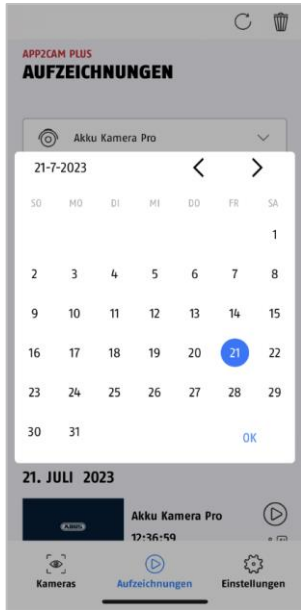 APP2CAM PLUS
AUFZEICHNUNGEN
Akku Kamera Pro
21-7-2023
SO MO DI MI DO FR SA
1
2 3 4 5 6 7 8
9 10 11 12 13 14 15
16 17 18 19 20 21 22
23 24 25 26 27 28 29
30 31
OK
21. JULI 2023
ABUS
Akku Kamera Pro
12:36:59
Kameras Aufzeichnungen Einstellungen